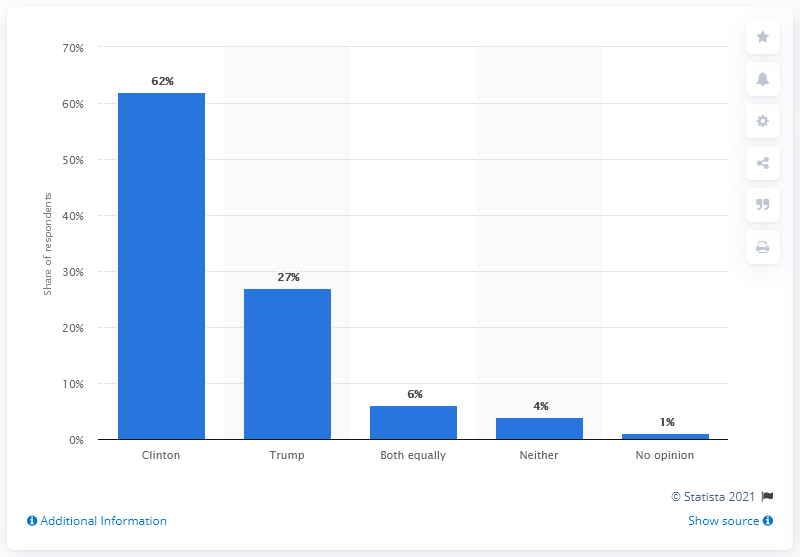 70%
60%
50%
40%
30%
20%
10%
0%
Share of respondents
62%
27%
6%
4%
1%
Clinton
Trump
Both equally
Neither
No opinion
© Statista 2021
Additional Information
Show source